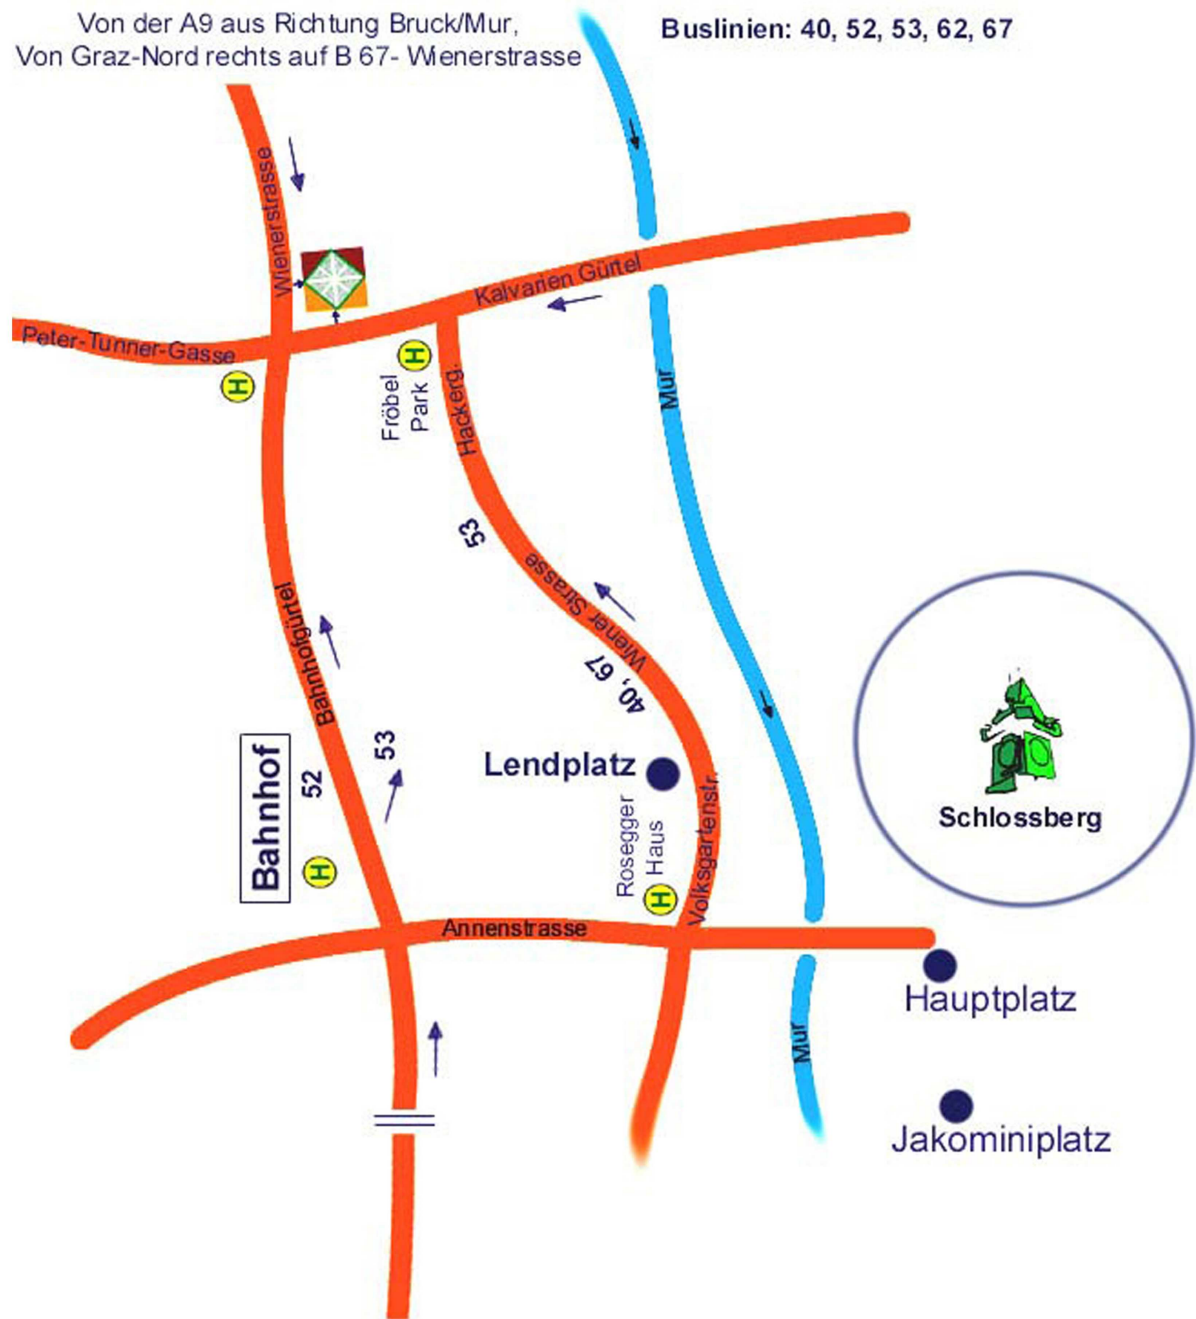 Von der A9 aus Richtung Bruck/Mur,
Von Graz-Nord rechts auf B 67- Wienerstrasse
Buslinien: 40, 52, 53, 62, 67
Wienerstrasse
Kalvarien Gürtel
Peter-Tunner-Gasse
H
H
Fröbel
Park
Hackerg.
Mur
53
Wiener Strasse
40, 67
Bahnhofgürtel
Bahnhof
52
53
H
Lendplatz
Rosegger
Haus
H
Volksgartenstr.
Schlossberg
Annenstrasse
Hauptplatz
Mur
Jakominiplatz